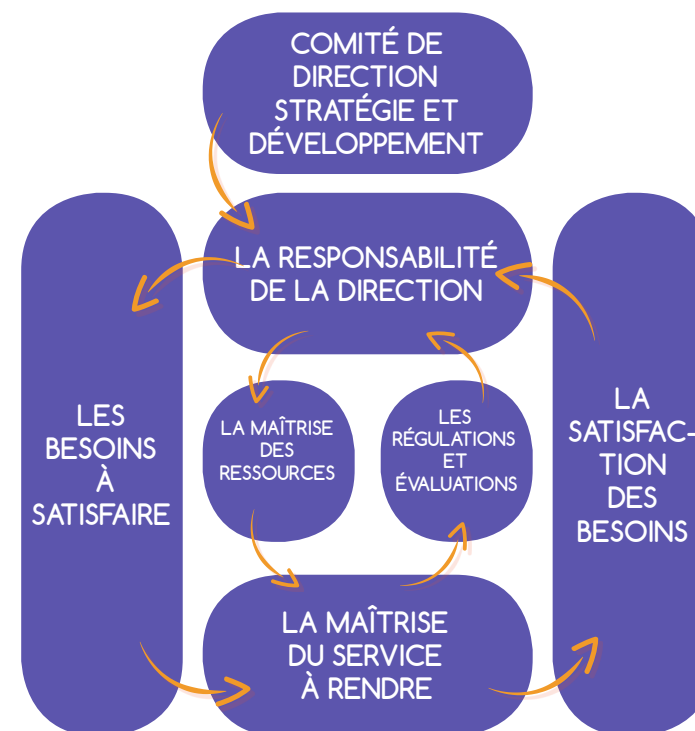 COMITÉ DE
DIRECTION
STRATÉGIE ET
DÉVELOPPEMENT
LA RESPONSABILITÉ
DE LA DIRECTION
LES
BESOINS
À
SATISFAIRE
LA MAÎTRISE
DES
RESSOURCES
LES
RÉGULATIONS
ET
ÉVALUATIONS
LA
SATISFAC-
TION
DES
BESOINS
LA MAÎTRISE
DU SERVICE
À RENDRE